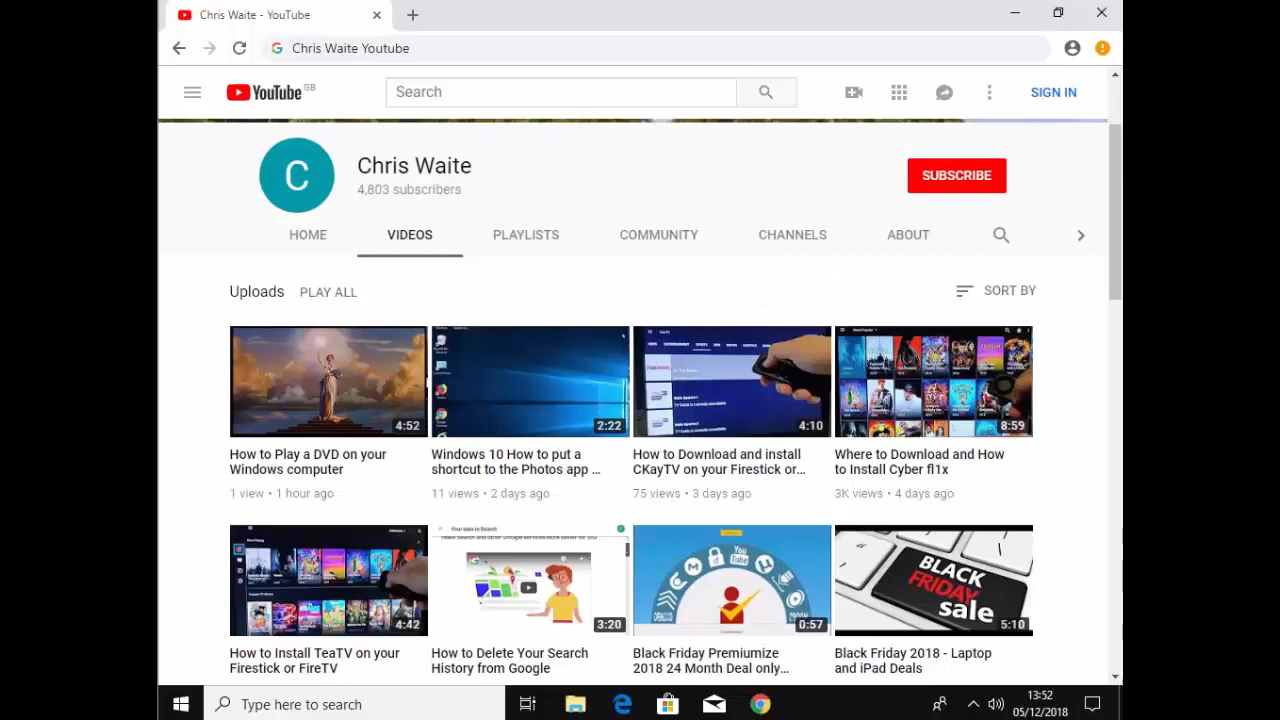 Chris Waite - YouTube
Chris Waite Youtube
YouTube GB
Search
SIGN IN
Chris Waite
4,803 subscribers
SUBSCRIBE
HOME VIDEOS PLAYLISTS COMMUNITY CHANNELS ABOUT
Uploads PLAY ALL SORT BY
4:52
2:22
4:10
8:59
How to Play a DVD on your
Windows computer
1 view • 1 hour ago
Windows 10 How to put a
shortcut to the Photos app ...
11 views • 2 days ago
How to Download and install
CKayTV on your Firestick or...
75 views • 3 days ago
Where to Download and How
to Install Cyber fl1x
3K views • 4 days ago
4:42
Your data in Search
3:20
You
Tube
0:57
BLACK
FRIDAY
sale
5:10
How to Install TeaTV on your
Firestick or FireTV
How to Delete Your Search
History from Google
Black Friday Premiumize
2018 24 Month Deal only...
Black Friday 2018 - Laptop
and iPad Deals
Type here to search
13:52
05/12/2018